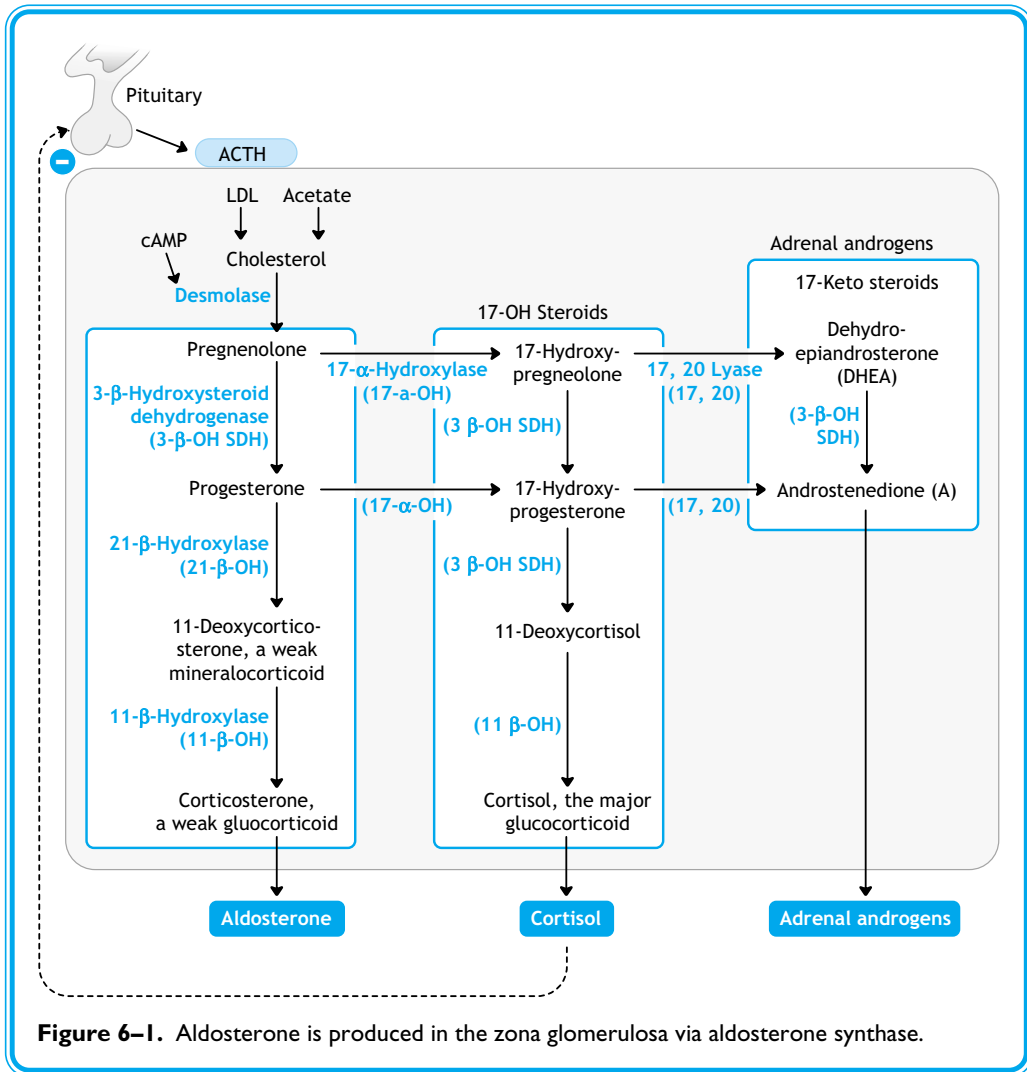 Pituitary
ACTH
LDL
Acetate
cAMP
Cholesterol
Desmolase
Adrenal androgens
17-Keto steroids
17-OH Steroids
Pregnenolone
17-α-Hydroxylase
(17-a-OH)
17-Hydroxy-
pregneolone
17, 20 Lyase
(17, 20)
Dehydro-
epiandrosterone
(DHEA)
3-β-Hydroxysteroid
dehydrogenase
(3-β-OH SDH)
(3 β-OH SDH)
(3-β-OH
SDH)
Progesterone
(17-α-OH)
17-Hydroxy-
progesterone
(17, 20)
Androstenedione (A)
21-β-Hydroxylase
(21-β-OH)
(3 β-OH SDH)
11-Deoxycortico-
sterone, a weak
mineralocorticoid
11-Deoxycortisol
11-β-Hydroxylase
(11-β-OH)
(11 β-OH)
Corticosterone,
a weak gluocorticoid
Cortisol, the major
glucocorticoid
Aldosterone
Cortisol
Adrenal androgens
Figure 6–1. Aldosterone is produced in the zona glomerulosa via aldosterone synthase.